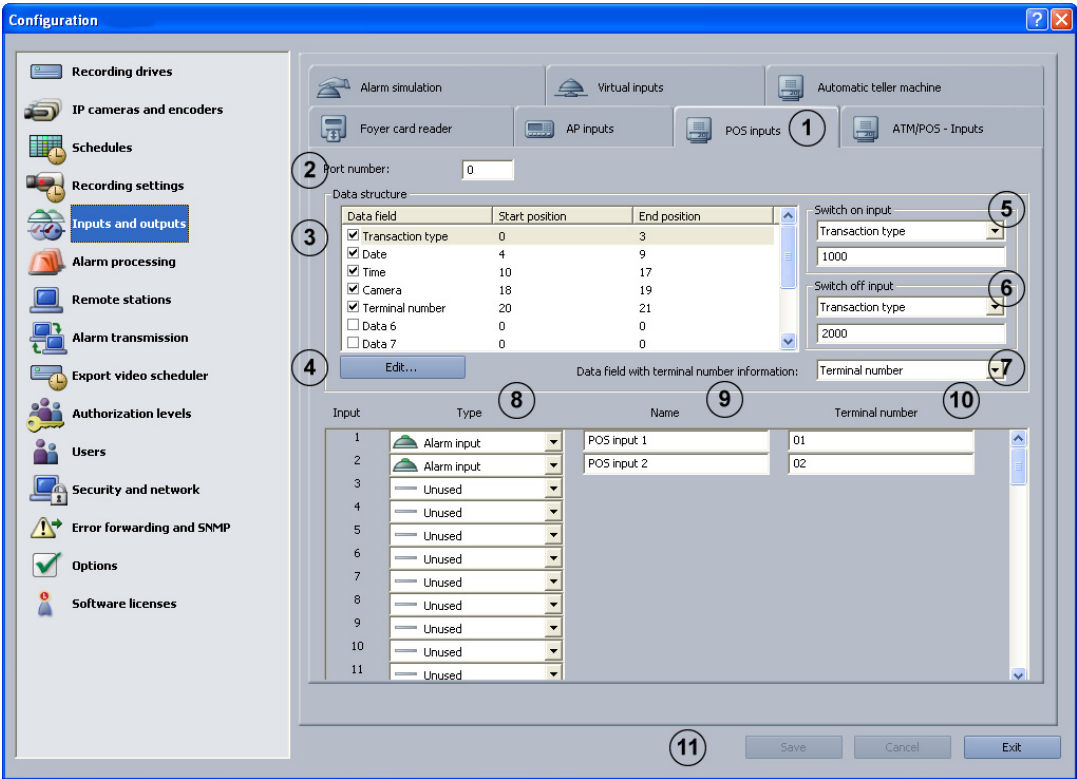 Configuration
Recording drives
IP cameras and encoders
Schedules
Recording settings
Inputs and outputs
Alarm processing
Remote stations
Alarm transmission
Export video scheduler
Authorization levels
Users
Security and network
Error forwarding and SNMP
Options
Software licenses
Alarm simulation
Virtual inputs
Automatic teller machine
Foyer card reader
AP inputs
POS inputs
1
ATM/POS - Inputs
2
Port number:
0
Data structure
3
Data field Start position End position
Transaction type 0 3
Date 4 9
Time 10 17
Camera 18 19
Terminal number 20 21
Data 6 0 0
Data 7 0 0
Switch on input
5
Transaction type
1000
Switch off input
6
Transaction type
2000
4
Edit...
Data field with terminal number information:
Terminal number
7
8
9
10
Input Type Name Terminal number
1 Alarm input POS input 1 01
2 Alarm input POS input 2 02
3 Unused
4 Unused
5 Unused
6 Unused
7 Unused
8 Unused
9 Unused
10 Unused
11 Unused
11
Save
Cancel
Exit